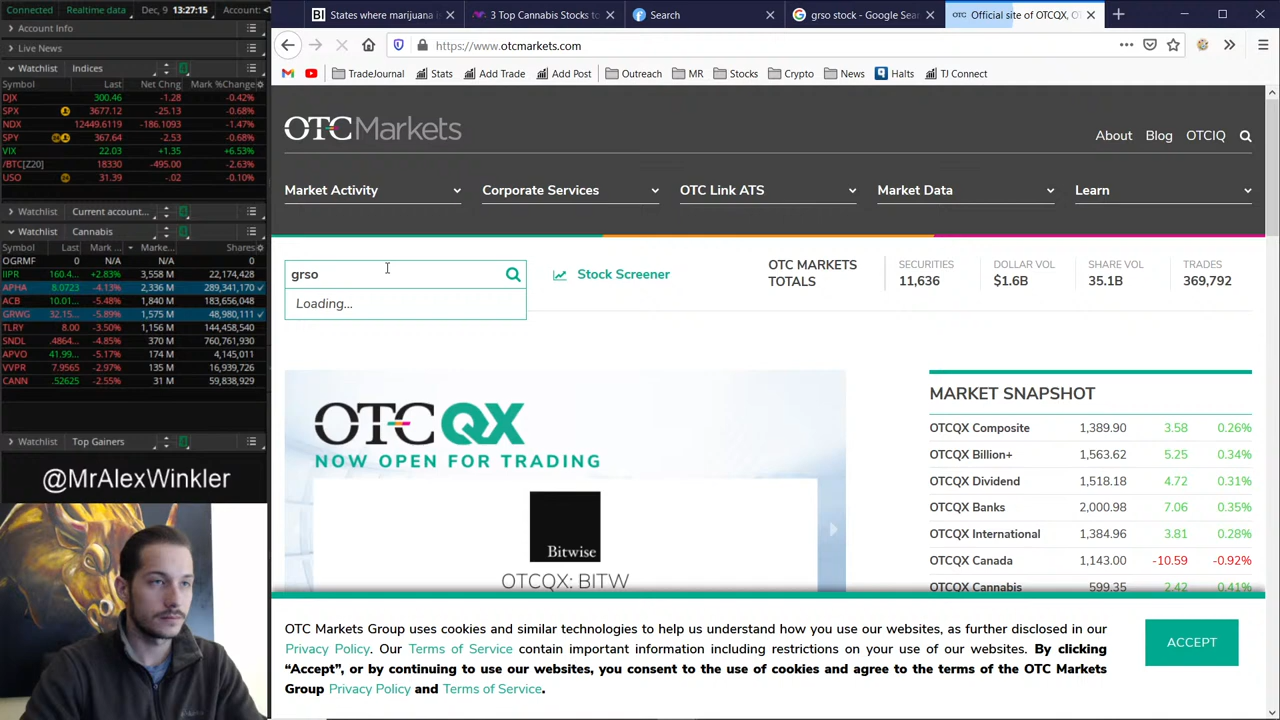 Connected Realtime data Dec, 9 13:27:15 Account:
Account Info
Live News
Watchlist Indices
Symbol Last Net Chng Mark %Change
DJX 300.46 -1.28 -0.42%
SPX 3677.12 -25.13 -0.68%
NDX 12449.6119 -186.1093 -1.47%
SPY 367.64 -2.53 -0.68%
VIX 22.03 +1.35 +6.53%
/BTC[Z20] 18330 -495.00 -2.63%
USO 31.39 -.02 -0.10%
Watchlist Current account...
Watchlist Cannabis
Symbol Last Mark ... Marke... Shares
OGRMF 0 N/A N/A 0
IIPR 160.4... +2.83% 3,558 M 22,174,428
APHA 8.0723 -4.13% 2,336 M 289,341,170
ACB 10.01... -5.48% 1,840 M 183,656,048
GRWG 32.15... -5.89% 1,575 M 48,980,111
TLRY 8.00 -3.50% 1,156 M 144,458,540
SNDL .4864... -4.85% 370 M 760,761,930
APVO 41.99... -5.17% 174 M 4,145,011
VVPR 7.9565 -2.97% 135 M 16,939,726
CANN .52625 -2.55% 31 M 59,838,929
Watchlist Top Gainers
@MrAlexWinkler
BI States where marijuana i
3 Top Cannabis Stocks to
Search
grso stock - Google Sear
OTC Official site of OTCQX, OT
https://www.otcmarkets.com
TradeJournal Stats Add Trade Add Post Outreach MR Stocks Crypto News Halts TJ Connect
OTC Markets
About Blog OTCIQ
Market Activity Corporate Services OTC Link ATS Market Data Learn
grso
Loading...
Stock Screener
OTC MARKETS TOTALS
SECURITIES
11,636
DOLLAR VOL
$1.6B
SHARE VOL
35.1B
TRADES
369,792
OTCQX
NOW OPEN FOR TRADING
Bitwise
OTCQX: BITW
MARKET SNAPSHOT
OTCQX Composite 1,389.90 3.58 0.26%
OTCQX Billion+ 1,563.62 5.25 0.34%
OTCQX Dividend 1,518.18 4.72 0.31%
OTCQX Banks 2,000.98 7.06 0.35%
OTCQX International 1,384.96 3.81 0.28%
OTCQX Canada 1,143.00 -10.59 -0.92%
OTCQX Cannabis 599.35 2.42 0.41%
OTC Markets Group uses cookies and similar technologies to help us understand how you use our websites, as further disclosed in our
Privacy Policy. Our Terms of Service contain important information including restrictions on your use of our websites. By clicking
“Accept”, or by continuing to use our websites, you consent to the use of cookies and agree to the terms of the OTC Markets
Group Privacy Policy and Terms of Service.
ACCEPT